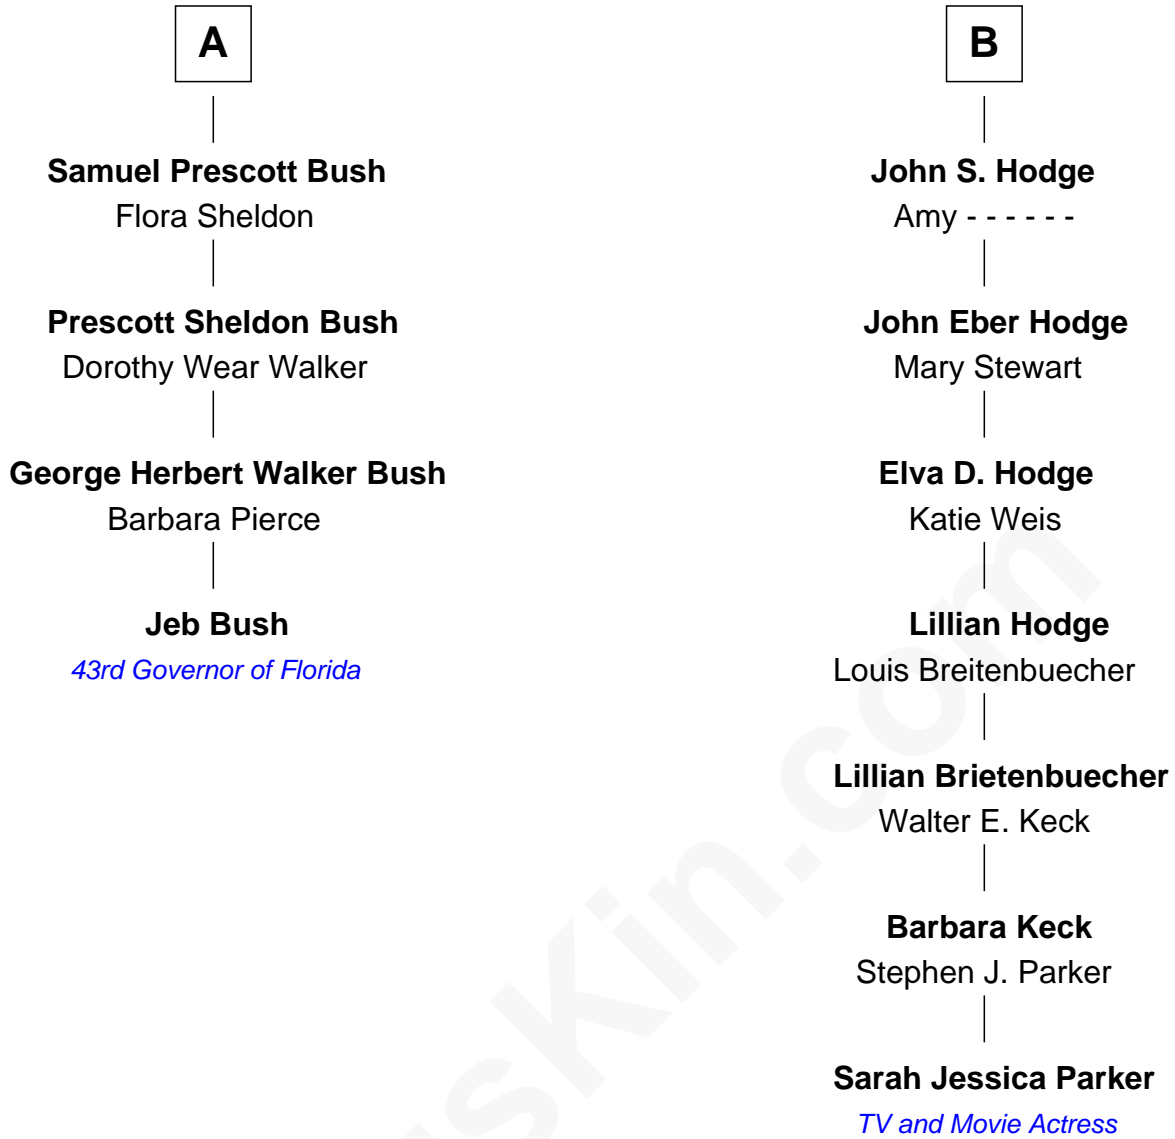 A
Samuel Prescott Bush
Flora Sheldon
Prescott Sheldon Bush
Dorothy Wear Walker
George Herbert Walker Bush
Barbara Pierce
Jeb Bush
43rd Governor of Florida
B
John S. Hodge
Amy - - - - - -
John Eber Hodge
Mary Stewart
Elva D. Hodge
Katie Weis
Lillian Hodge
Louis Breitenbuecher
Lillian Brietenbuecher
Walter E. Keck
Barbara Keck
Stephen J. Parker
Sarah Jessica Parker
TV and Movie Actress